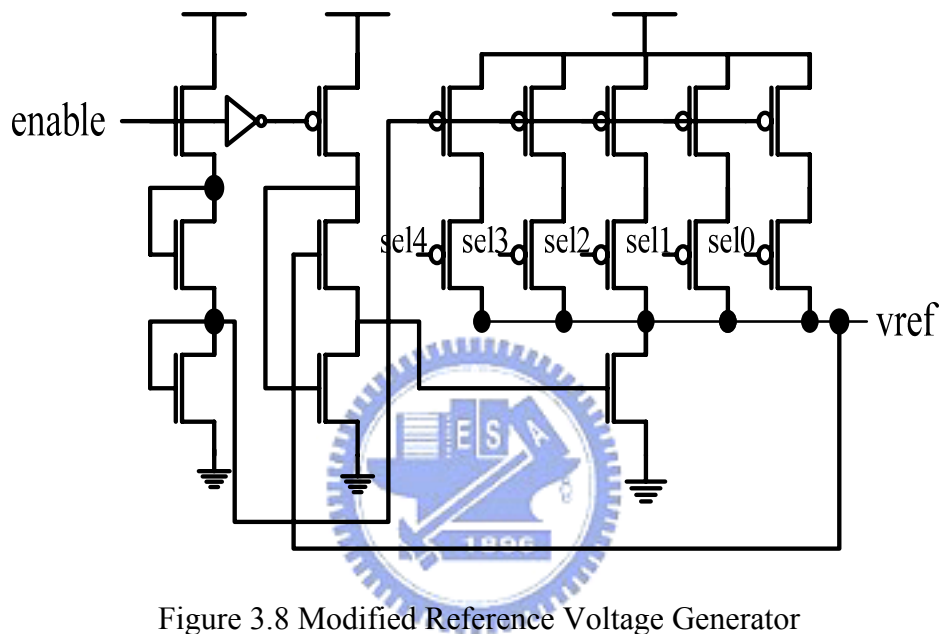 enable
sel4 sel3 sel2 sel1 sel0
vref
E S A
1896
Figure 3.8 Modified Reference Voltage Generator